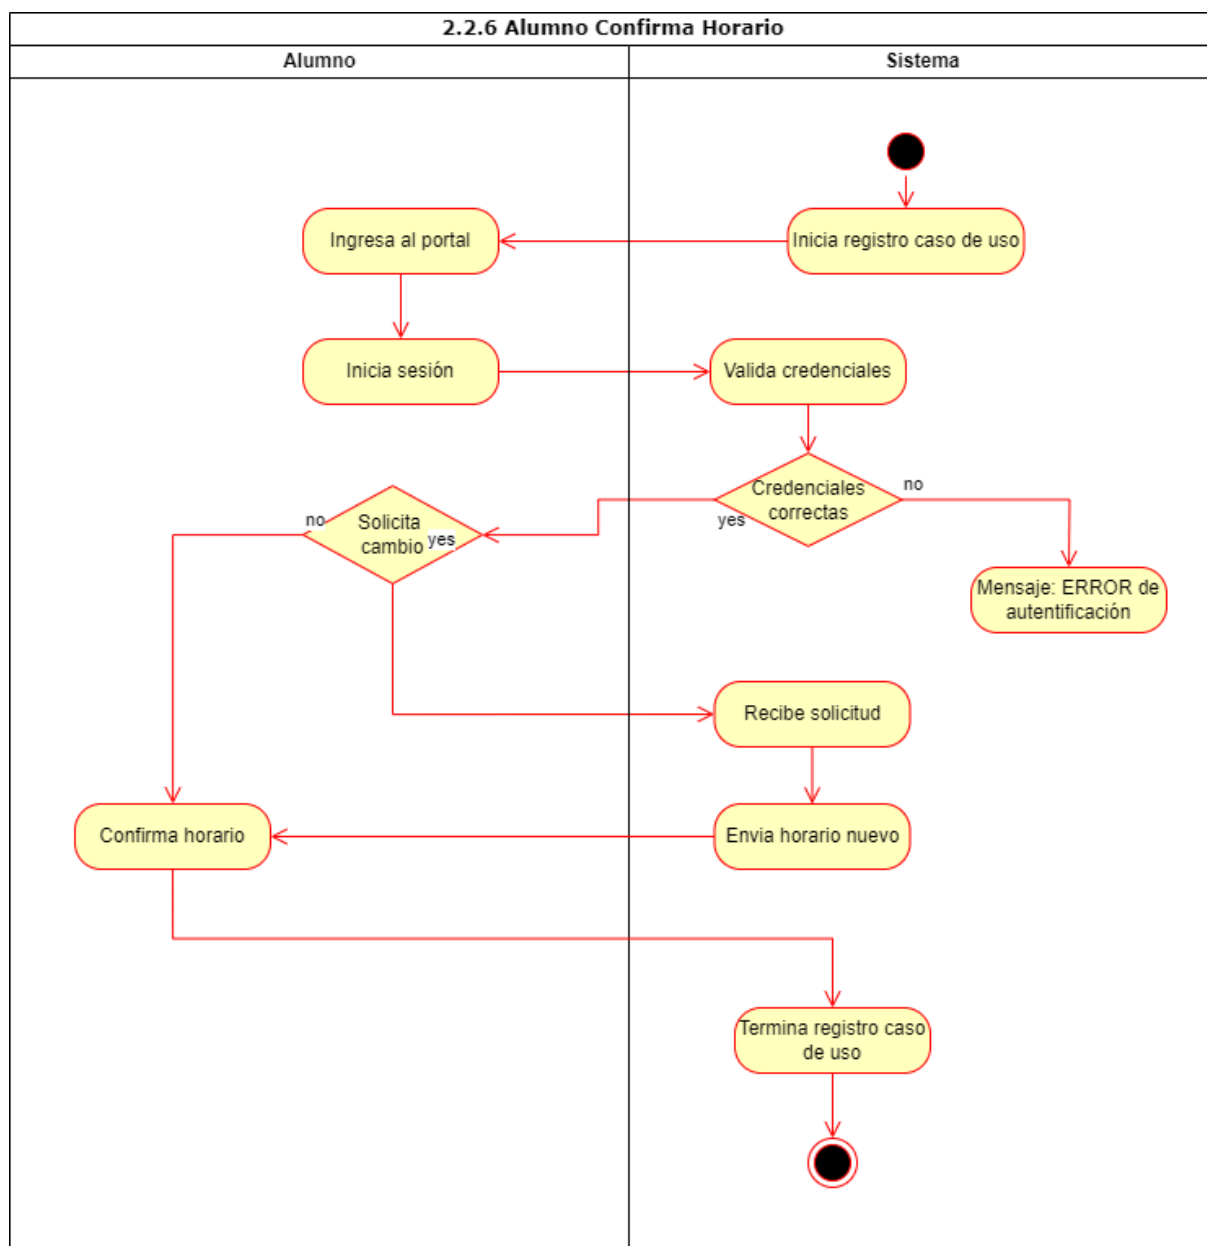 2.2.6 Alumno Confirma Horario
Alumno
Sistema
Ingresa al portal
Inicia registro caso de uso
Inicia sesión
Valida credenciales
Credenciales
correctas
no
yes
no
Solicita
cambio
yes
Mensaje: ERROR de
autentificación
Recibe solicitud
Confirma horario
Envia horario nuevo
Termina registro caso
de uso